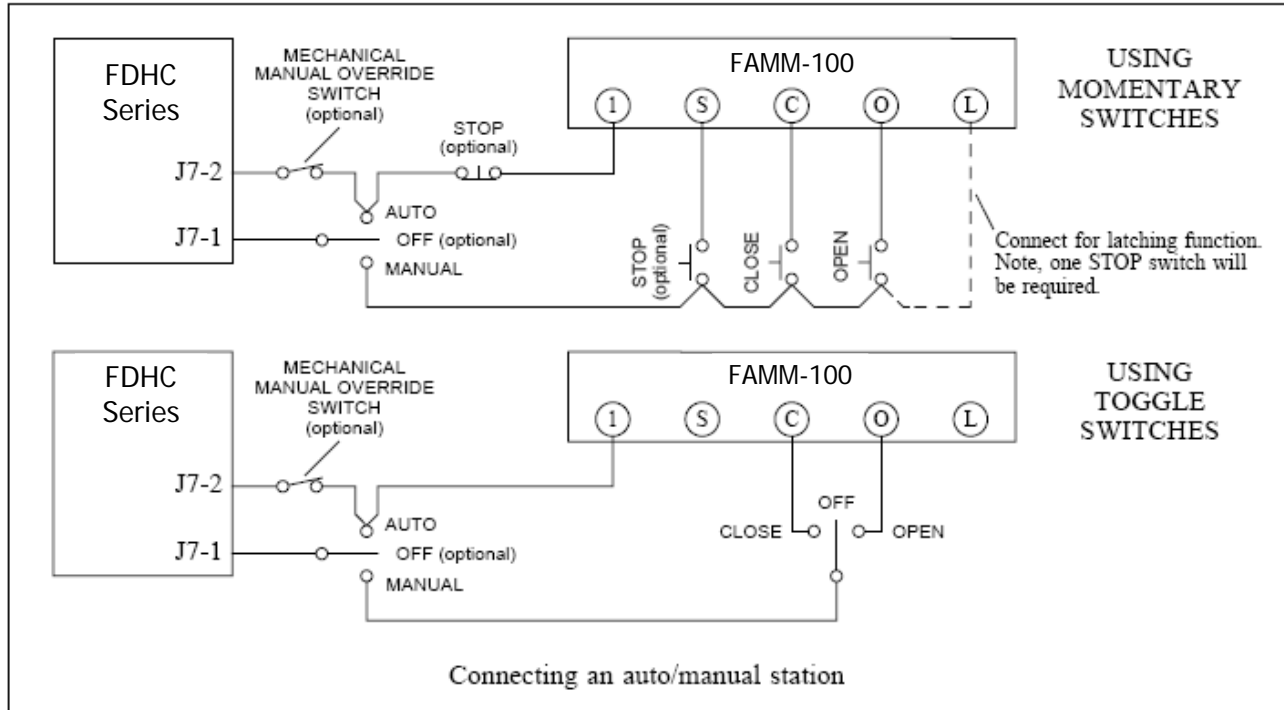 FDHC
Series
MECHANICAL
MANUAL OVERRIDE
SWITCH
(optional)
STOP
(optional)
FAMM-100
1 S C O L
USING
MOMENTARY
SWITCHES
J7-2
AUTO
J7-1
OFF (optional)
MANUAL
STOP
(optional)
CLOSE
OPEN
Connect for latching function.
Note, one STOP switch will
be required.
FDHC
Series
MECHANICAL
MANUAL OVERRIDE
SWITCH
(optional)
FAMM-100
1 S C O L
USING
TOGGLE
SWITCHES
J7-2
AUTO
J7-1
OFF (optional)
MANUAL
OFF
CLOSE
OPEN
Connecting an auto/manual station